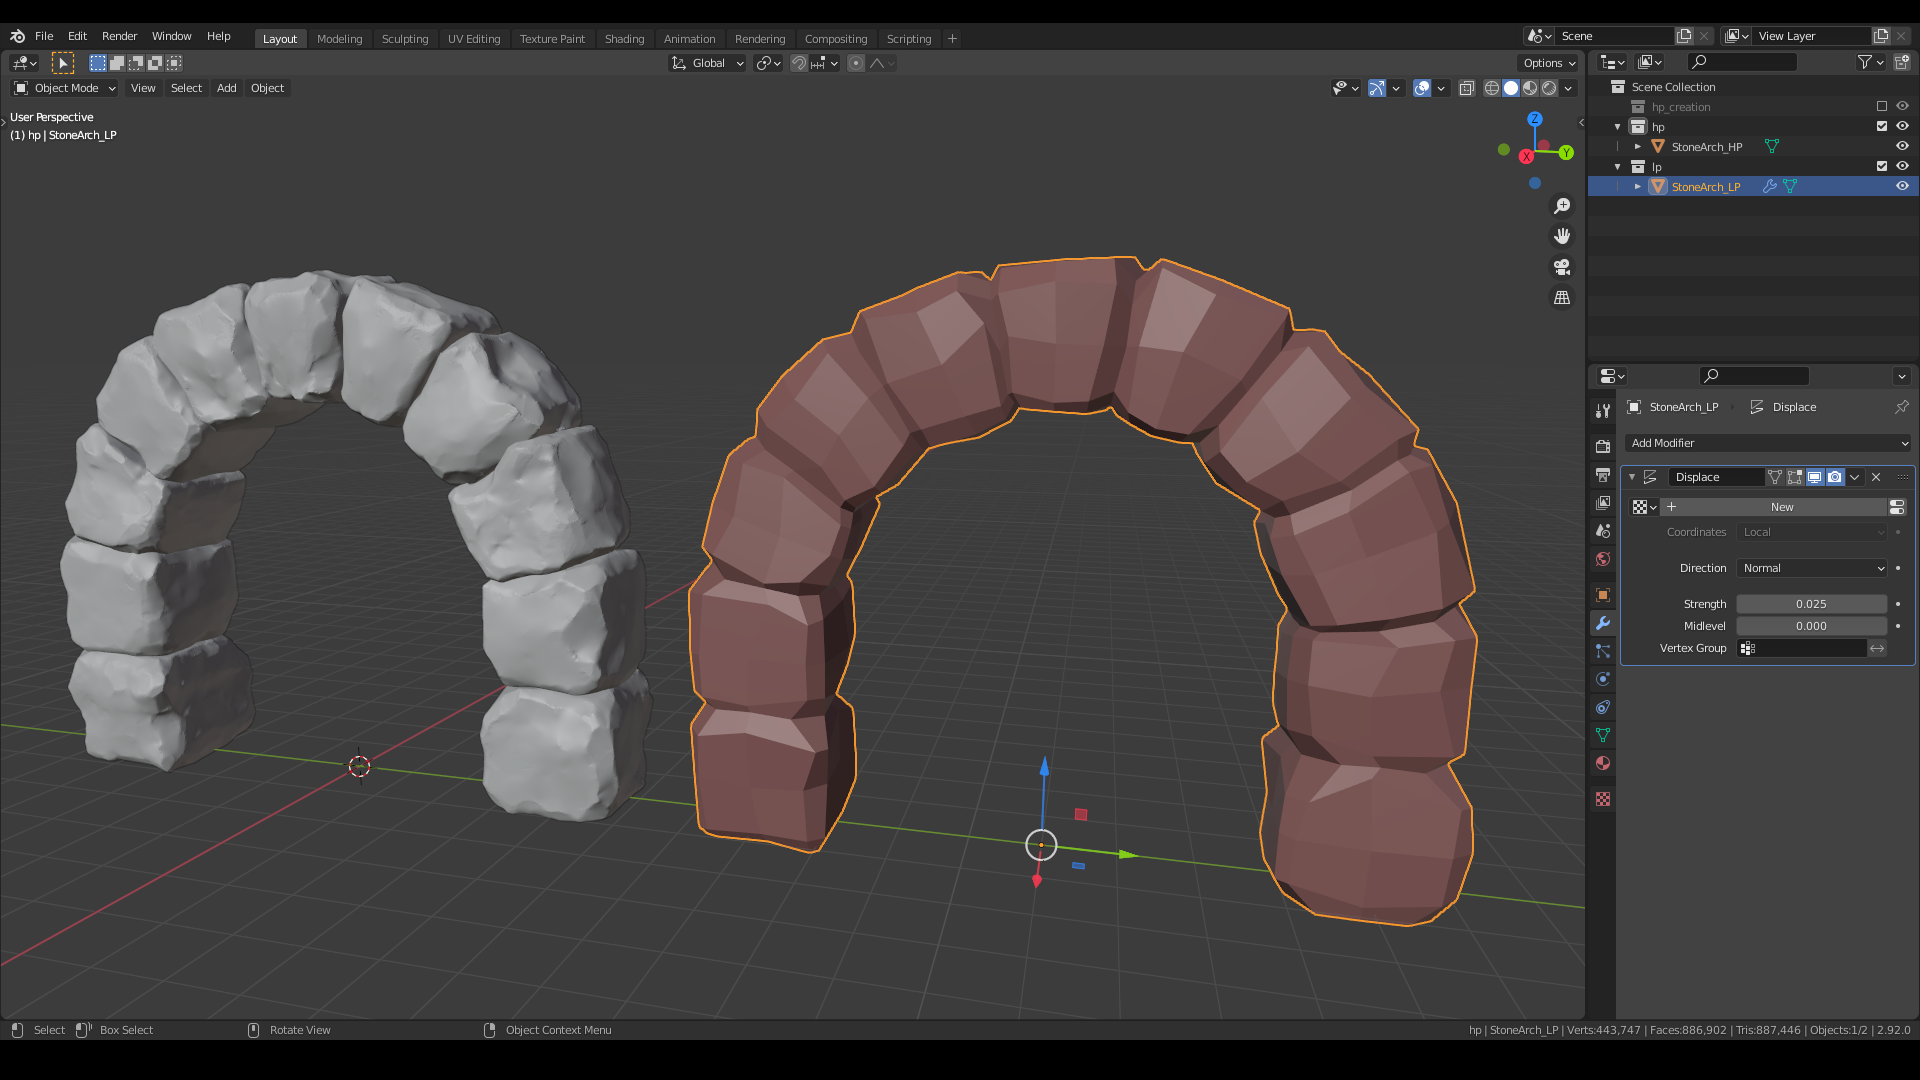 File Edit Render Window Help Layout Modeling Sculpting UV Editing Texture Paint Shading Animation Rendering Compositing Scripting + Scene View Layer
Global Options
Object Mode View Select Add Object
User Perspective
(1) hp | StoneArch_LP
Z
X
Y
Scene Collection
hp_creation
hp
StoneArch_HP
lp
StoneArch_LP
StoneArch_LP Displace
Add Modifier
Displace
New
Coordinates Local
Direction Normal
Strength 0.025
Midlevel 0.000
Vertex Group
Select Box Select Rotate View Object Context Menu hp | StoneArch_LP | Verts:443,747 | Faces:886,902 | Tris:887,446 | Objects:1/2 | 2.92.0